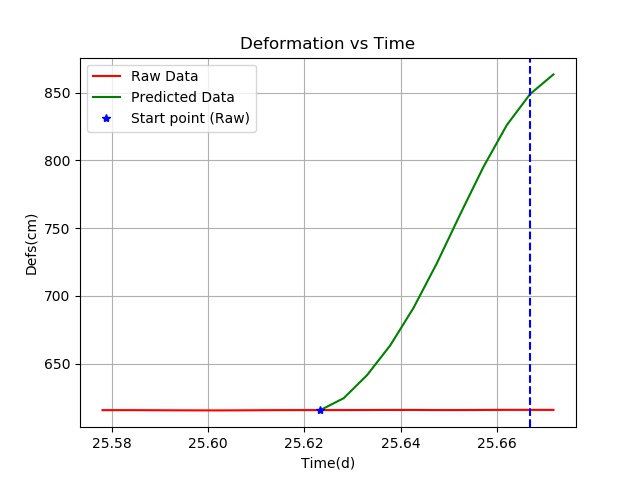 Deformation vs Time
Raw Data
Predicted Data
Start point (Raw)
850
800
750
700
650
Defs(cm)
25.58 25.60 25.62 25.64 25.66
Time(d)